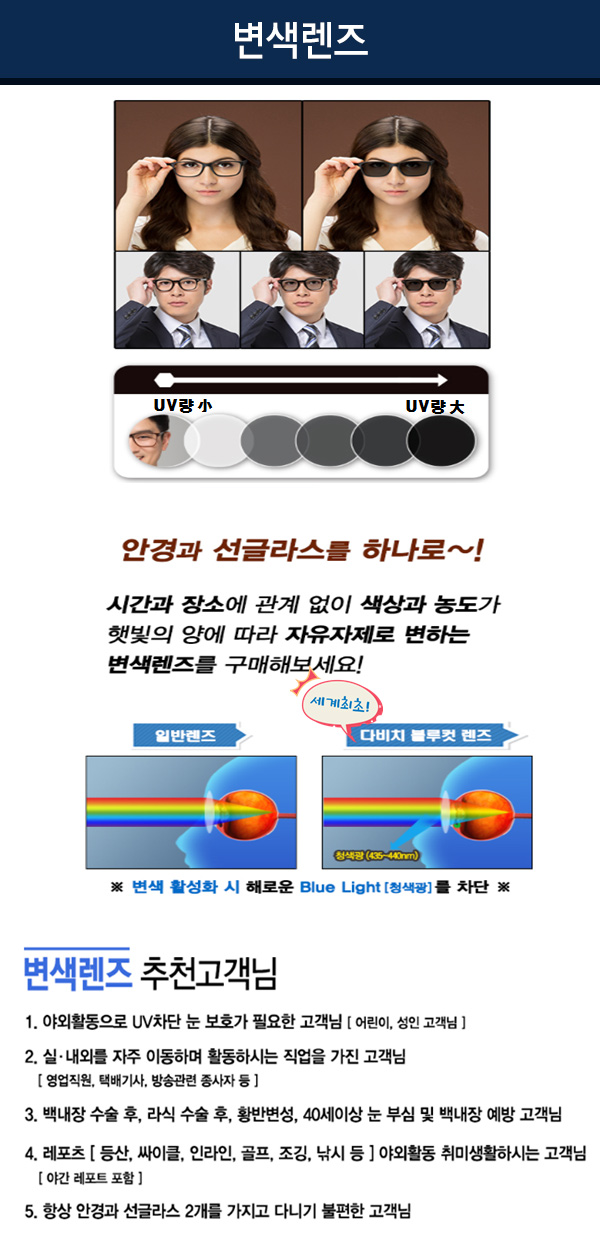 변색렌즈
UV량 小
UV량 大
안경과 선글라스를 하나로~!
시간과 장소에 관계 없이 색상과 농도가
햇빛의 양에 따라 자유자제로 변하는
변색렌즈를 구매해보세요!
세계최초!
일반렌즈
다비치 블루컷 렌즈
청색광 (435~440nm)
※ 변색 활성화 시 해로운 Blue Light [청색광]를 차단 ※
변색렌즈 추천고객님
1. 야외활동으로 UV차단 눈 보호가 필요한 고객님 [ 어린이, 성인 고객님 ]
2. 실·내외를 자주 이동하며 활동하시는 직업을 가진 고객님
[ 영업직원, 택배기사, 방송관련 종사자 등 ]
3. 백내장 수술 후, 라식 수술 후, 황반변성, 40세이상 눈 부심 및 백내장 예방 고객님
4. 레포츠 [ 등산, 싸이클, 인라인, 골프, 조깅, 낚시 등 ] 야외활동 취미생활하시는 고객님
[ 야간 레포트 포함 ]
5. 항상 안경과 선글라스 2개를 가지고 다니기 불편한 고객님